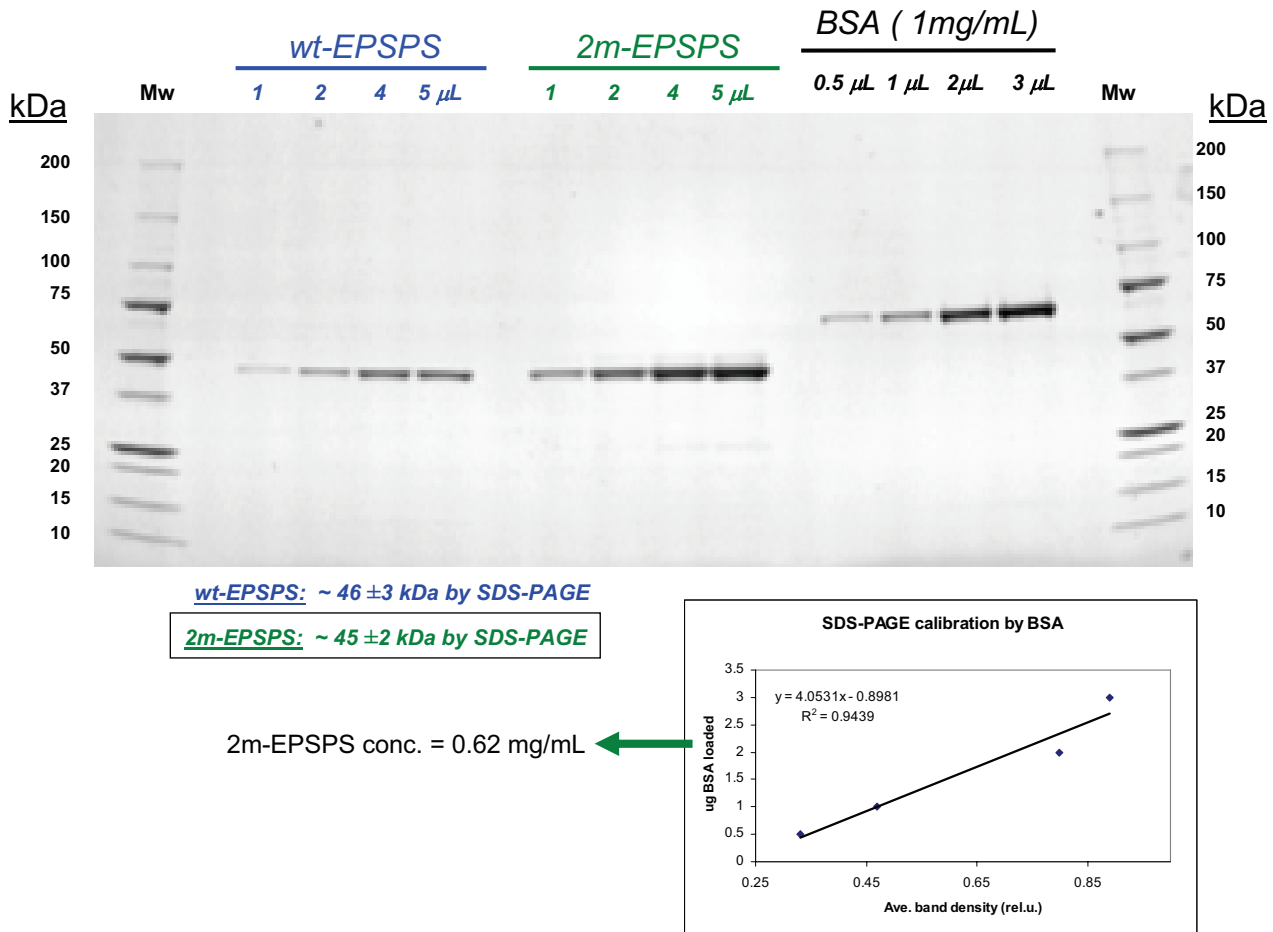 wt-EPSPS 2m-EPSPS BSA ( 1mg/mL)
kDa Mw 1 2 4 5 µL 1 2 4 5 µL 0.5 µL 1 µL 2µL 3 µL Mw kDa
200 200
150 150
100 100
75 75
50 50
37 37
25 25
20 20
15 15
10 10
wt-EPSPS: ~ 46 ±3 kDa by SDS-PAGE
2m-EPSPS: ~ 45 ±2 kDa by SDS-PAGE
2m-EPSPS conc. = 0.62 mg/mL
SDS-PAGE calibration by BSA
y = 4.0531x - 0.8981
R² = 0.9439
ug BSA loaded
3.5
3
2.5
2
1.5
1
0.5
0
0.25 0.45 0.65 0.85
Ave. band density (rel.u.)